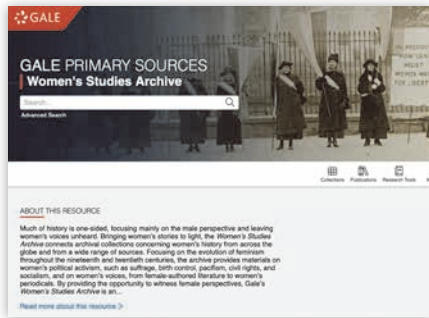 GALE
GALE PRIMARY SOURCES
Women's Studies Archive
Search...
Advanced Search
Collections Publications Research Tools
ABOUT THIS RESOURCE
Much of history is one-sided, focusing mainly on the male perspective and leaving
women's voices unheard. Bringing women's stories to light, the Women's Studies
Archive connects archival collections concerning women's history from across the
globe and from a wide range of sources. Focusing on the evolution of feminism
throughout the nineteenth and twentieth centuries, the archive provides materials on
women's political activism, such as suffrage, birth control, pacifism, civil rights, and
socialism, and on women's voices, from female-authored literature to women's
periodicals. By providing the opportunity to witness female perspectives, Gale's
Women's Studies Archive is an...
Read more about this resource >